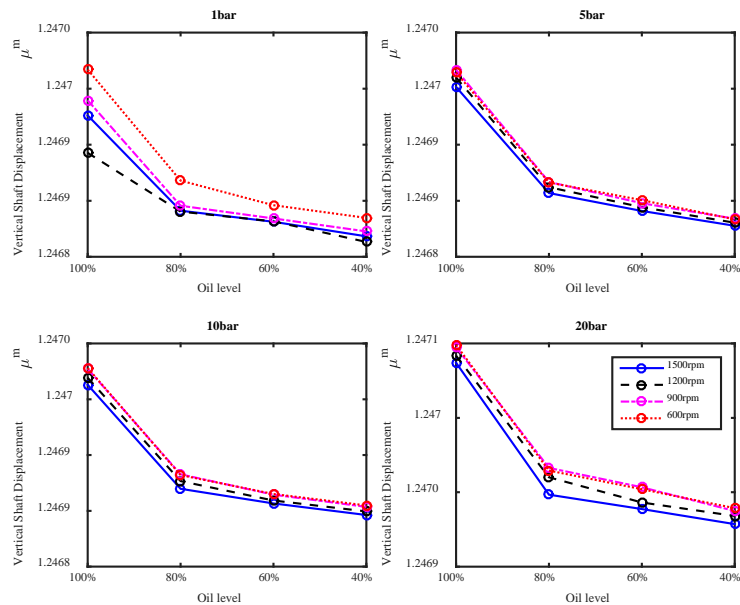 1bar
1.2470
1.247
1.2469
1.2469
1.2468
μm
Vertical Shaft Displacement
100%
80%
60%
40%
Oil level
5bar
1.2470
1.247
1.2469
1.2469
1.2468
μm
Vertical Shaft Displacement
100%
80%
60%
40%
Oil level
10bar
1.2470
1.247
1.2469
1.2469
1.2468
μm
Vertical Shaft Displacement
100%
80%
60%
40%
Oil level
20bar
1.2471
1.247
1.2470
1.2469
μm
Vertical Shaft Displacement
1500rpm
1200rpm
900rpm
600rpm
100%
80%
60%
40%
Oil level